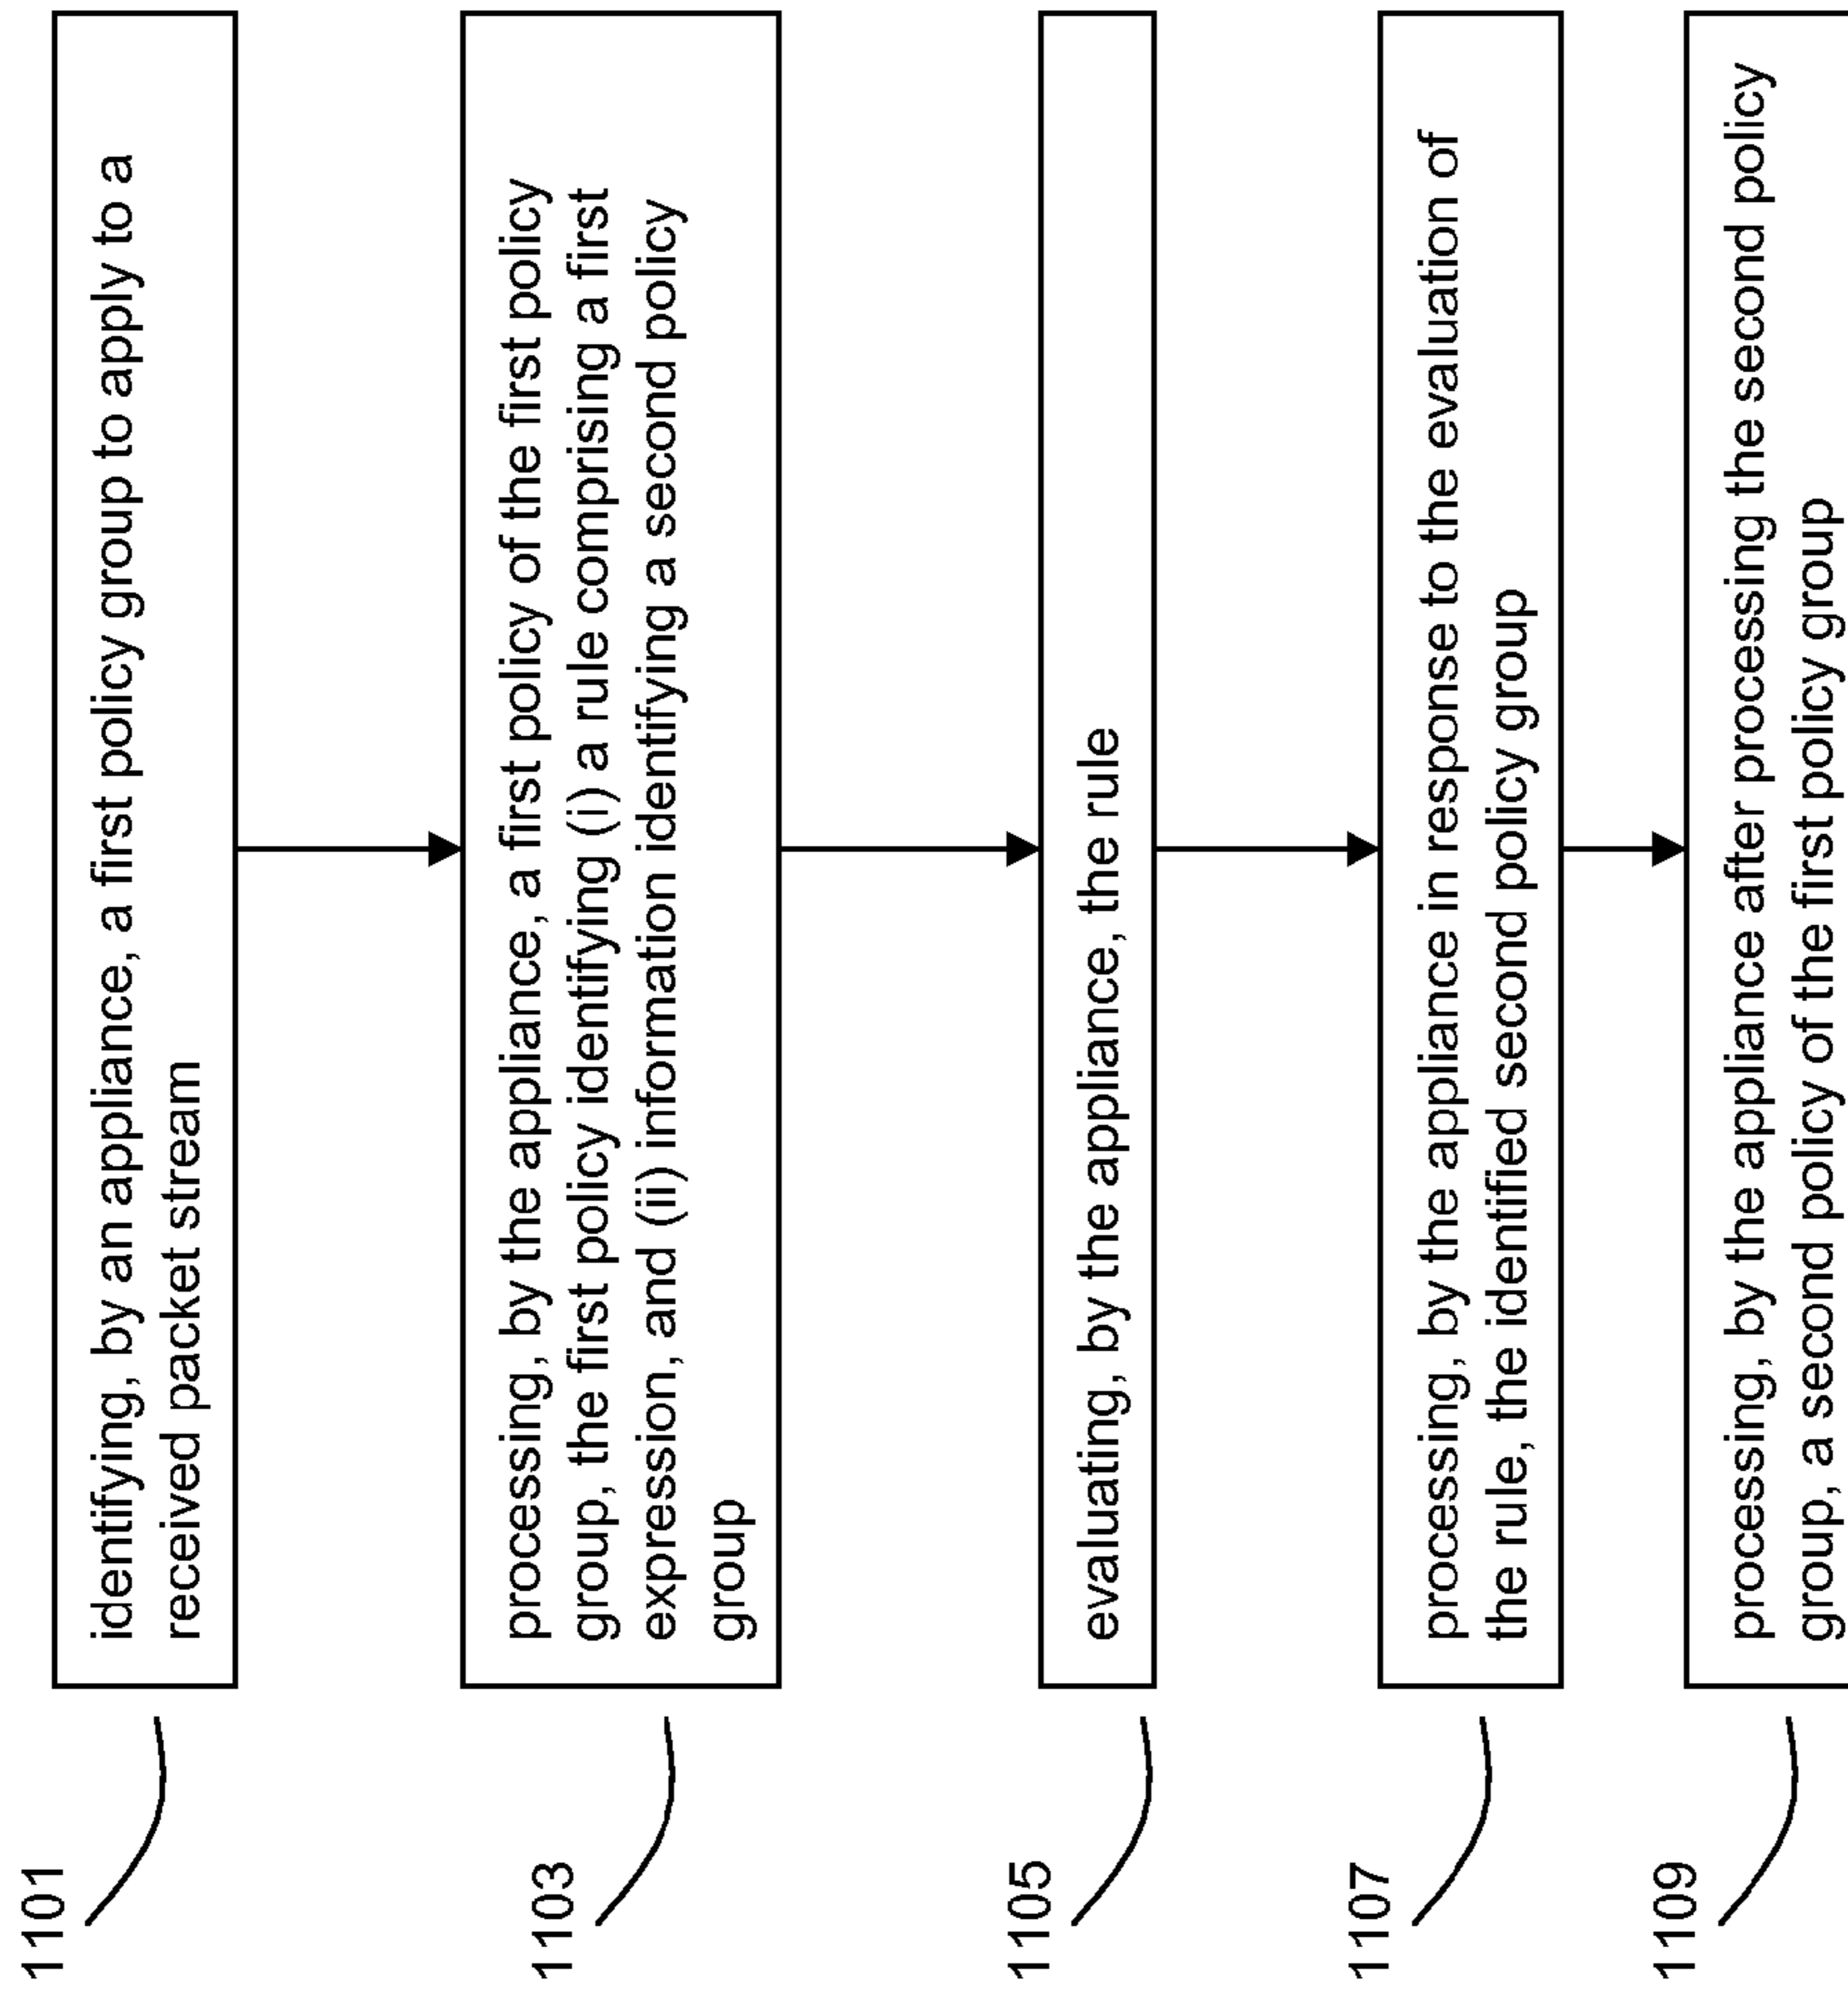 1101
identifying, by an appliance, a first policy group to apply to a
received packet stream
1103
processing, by the appliance, a first policy of the first policy
group, the first policy identifying (i) a rule comprising a first
expression, and (ii) information identifying a second policy
group
1105
evaluating, by the appliance, the rule
1107
processing, by the appliance in response to the evaluation of
the rule, the identified second policy group
1109
processing, by the appliance after processing the second policy
group, a second policy of the first policy group